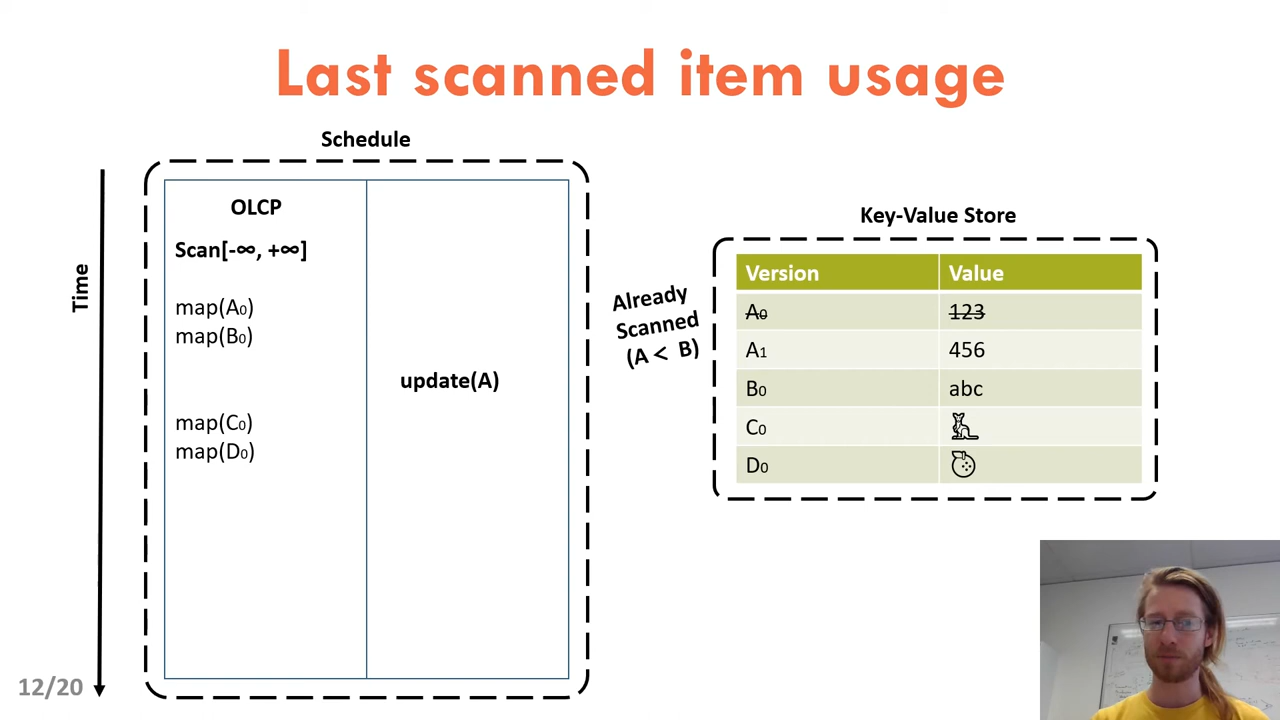 Last scanned item usage
Schedule
Time
OLCP
Scan[-∞, +∞]
map(A₀)
map(B₀)
update(A)
map(C₀)
map(D₀)
Already
Scanned
(A < B)
Key-Value Store
Version Value
A₀ 123
A₁ 456
B₀ abc
C₀
D₀
12/20